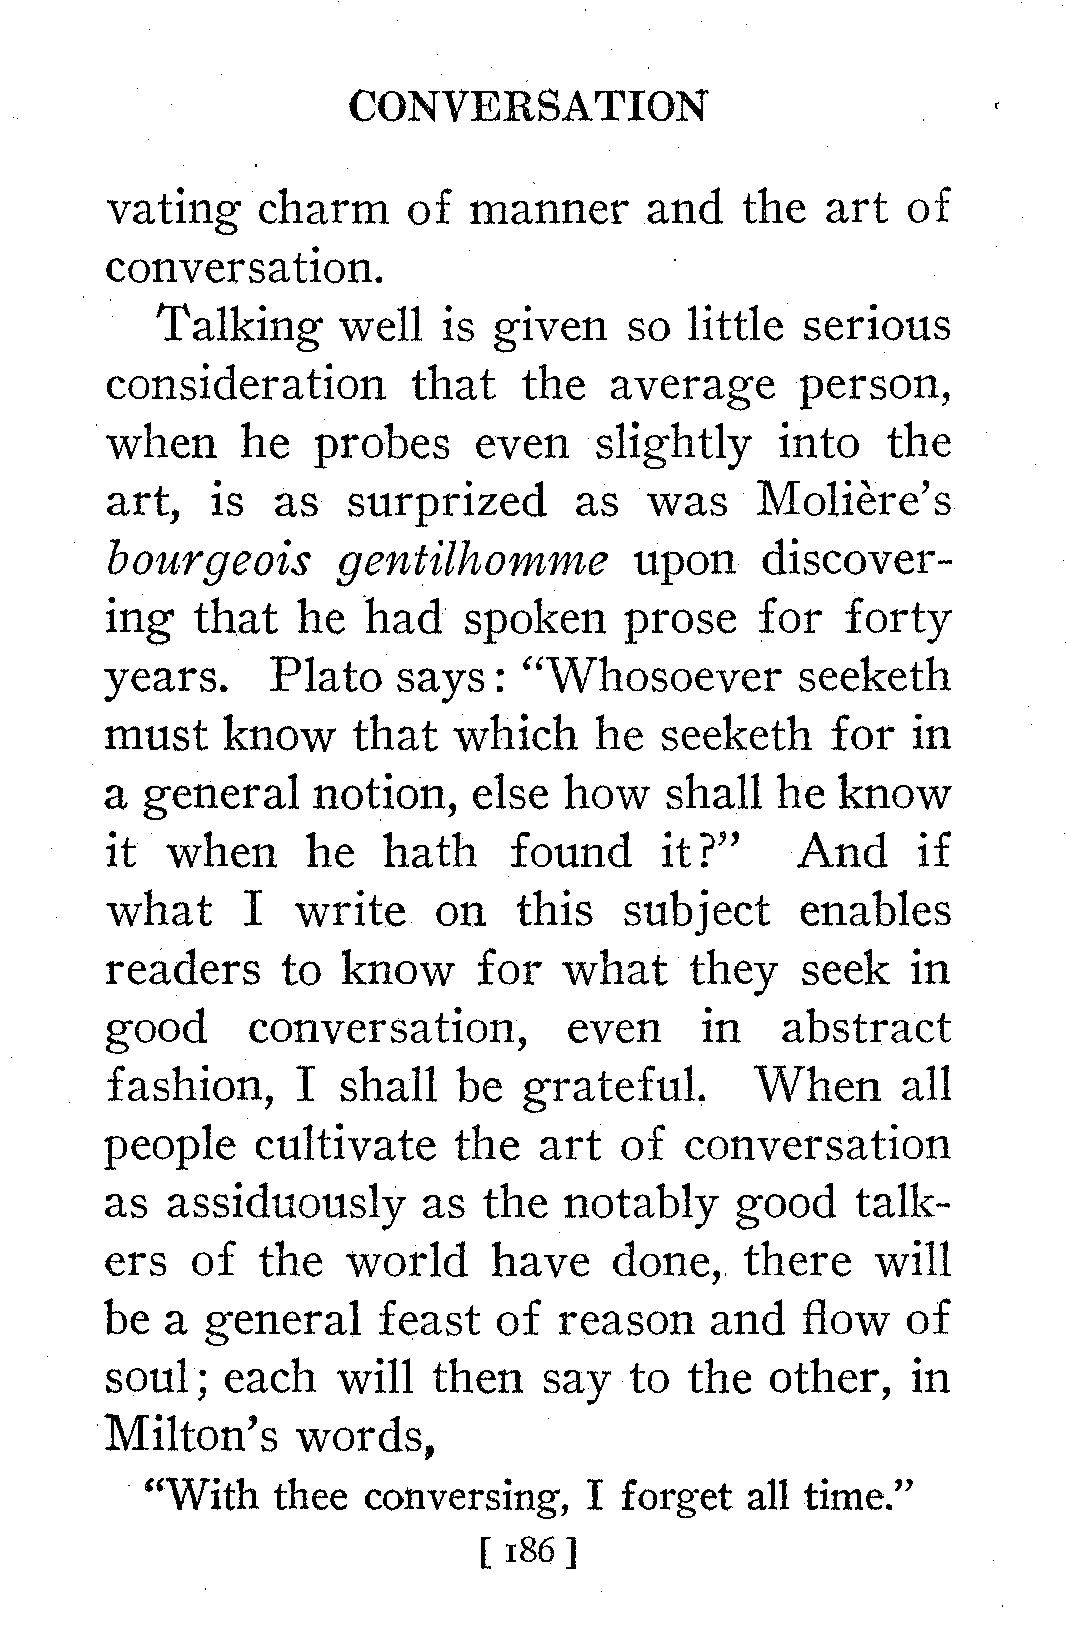 CONVERSATION
vating charm of manner and the art of
conversation.
Talking well is given so little serious
consideration that the average person,
when he probes even slightly into the
art, is as surprized as was Molière's
bourgeois gentilhomme upon discover-
ing that he had spoken prose for forty
years. Plato says: “Whosoever seeketh
must know that which he seeketh for in
a general notion, else how shall he know
it when he hath found it?” And if
what I write on this subject enables
readers to know for what they seek in
good conversation, even in abstract
fashion, I shall be grateful. When all
people cultivate the art of conversation
as assiduously as the notably good talk-
ers of the world have done, there will
be a general feast of reason and flow of
soul; each will then say to the other, in
Milton's words,
“With thee conversing, I forget all time.”
[ 186 ]